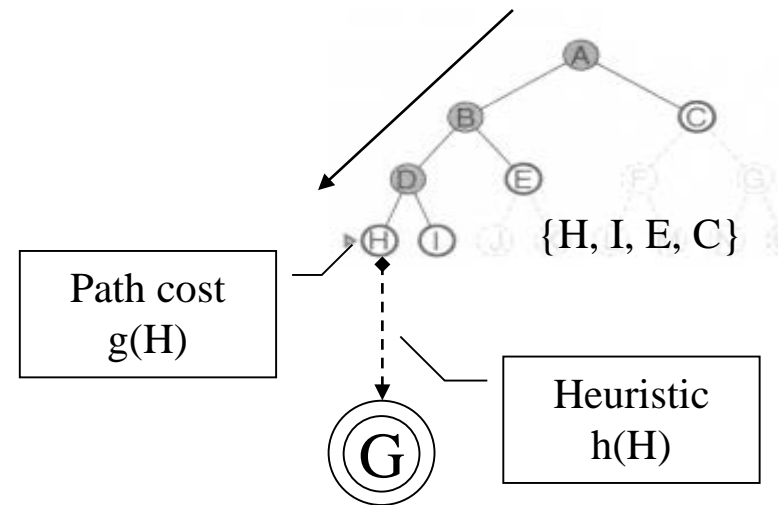 A
B
C
D
E
F
G
H
I
J
{H, I, E, C}
Path cost
g(H)
Heuristic
h(H)
G